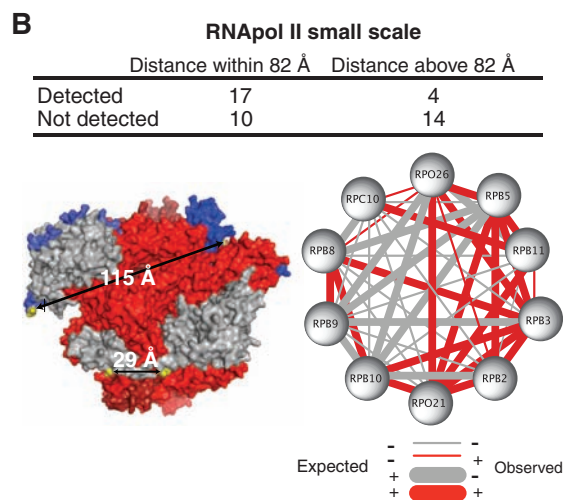 B
RNApol II small scale
Distance within 82 Å Distance above 82 Å
Detected 17 4
Not detected 10 14
115 Å
29 Å
RPO26
RPC10
RPB5
RPB8
RPB11
RPB9
RPB3
RPB10
RPB2
RPO21
- -
- +
Expected + - Observed
+ +